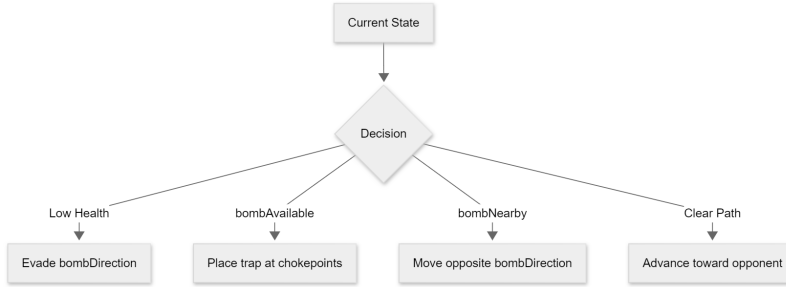 Current State
Decision
Low Health
bombAvailable
bombNearby
Clear Path
Evade bombDirection
Place trap at chokepoints
Move opposite bombDirection
Advance toward opponent